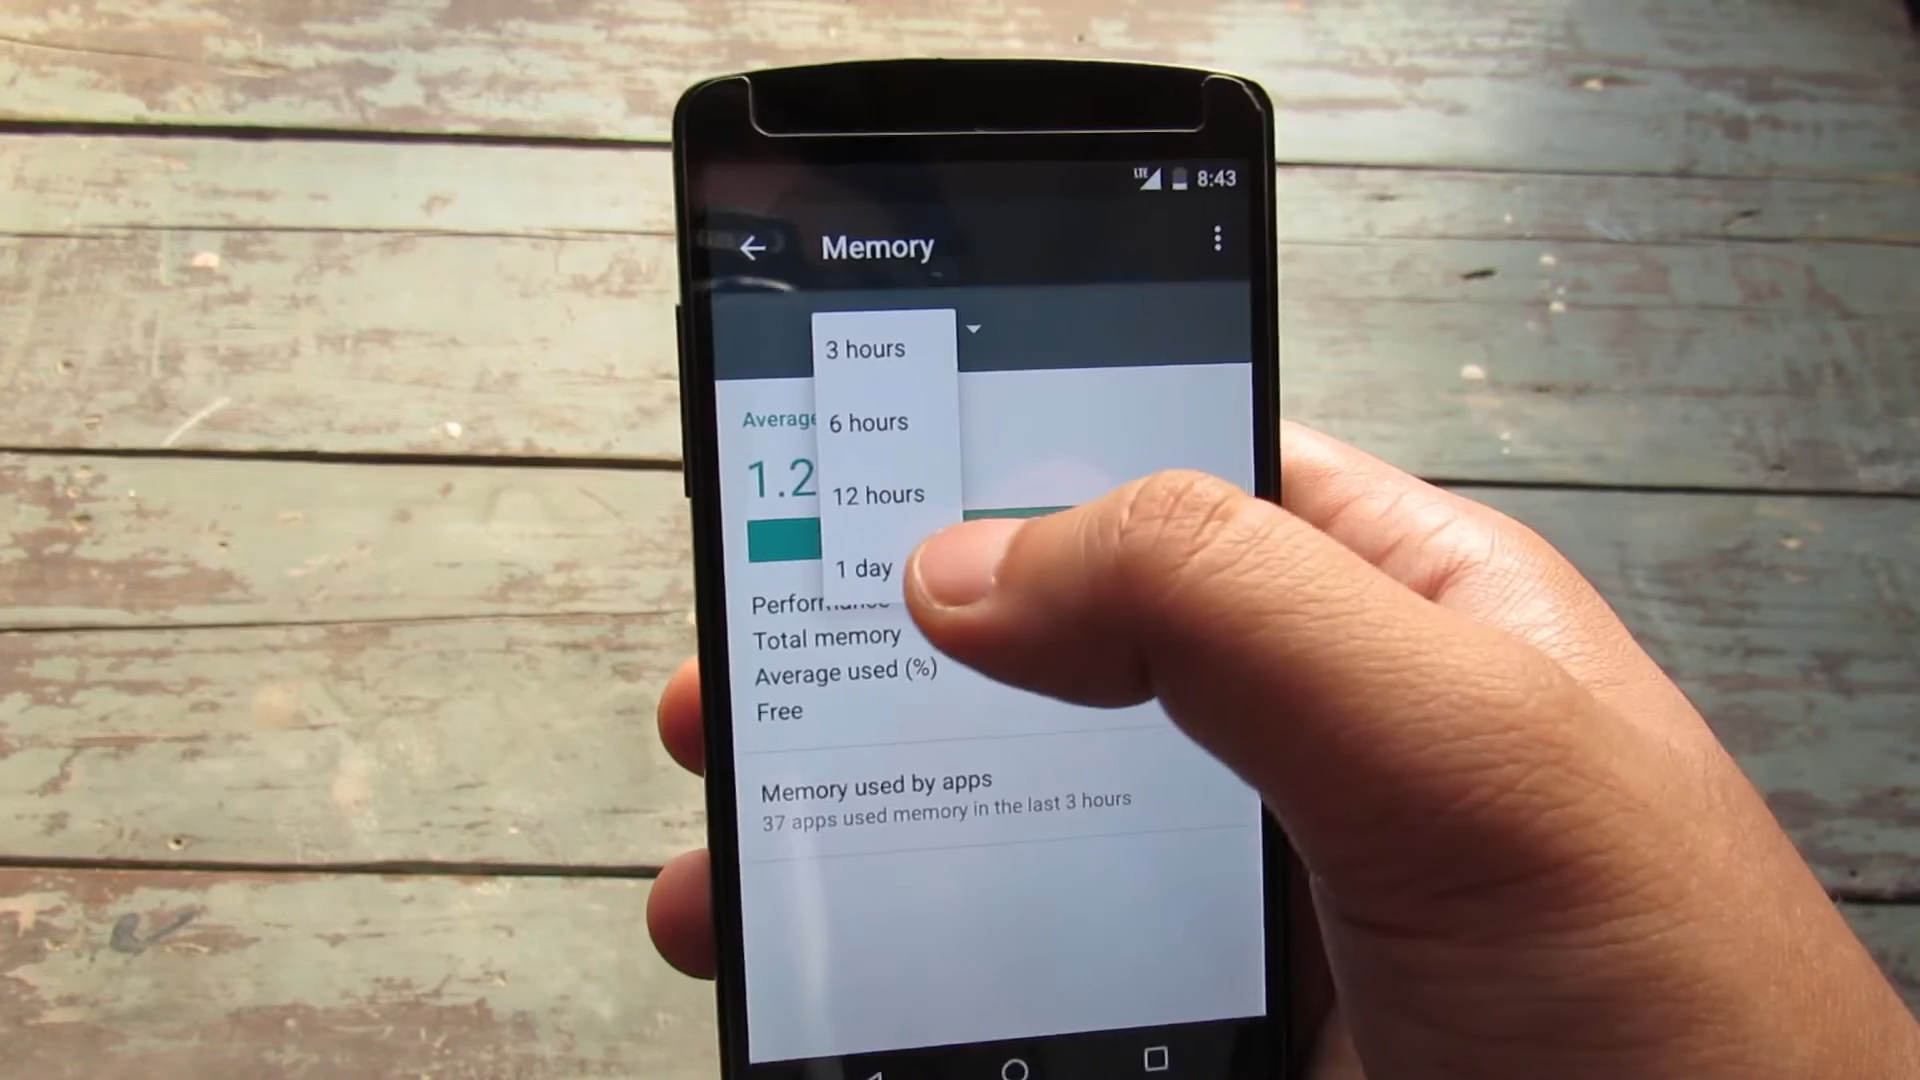 LTE 8:43
Memory
3 hours
6 hours
12 hours
1 day
Average
1.2
Total memory
Average used (%)
Free
Memory used by apps
37 apps used memory in the last 3 hours